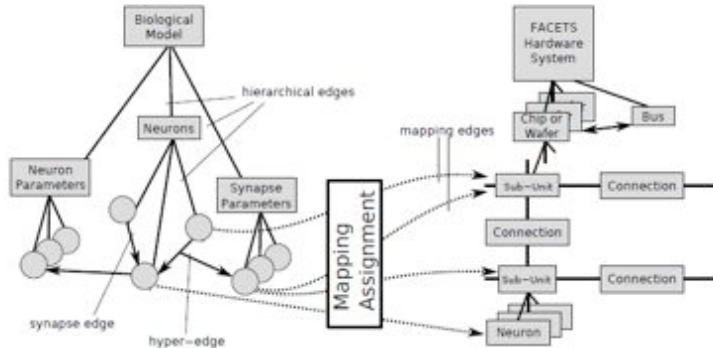 Biological
Model
hierarchical edges
Neurons
Neuron
Parameters
Synapse
Parameters
synapse edge
hyper-edge
mapping edges
Mapping
Assignment
FACETS
Hardware
System
Chip or
Wafer
Bus
Sub-Unit
Connection
Connection
Sub-Unit
Connection
Neuron